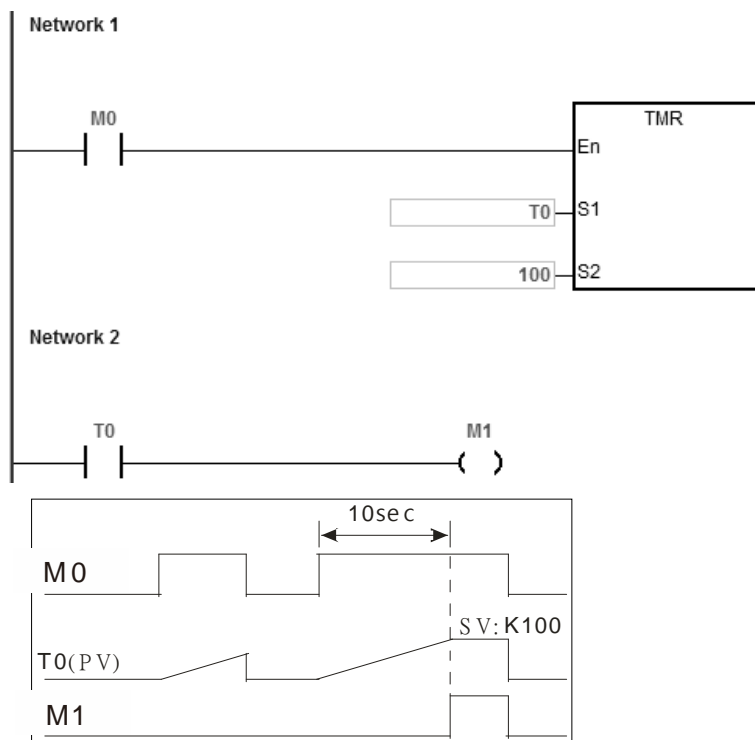 Network 1
M0
TMR
En
T0 S1
100 S2
Network 2
T0 M1
10sec
M0
SV:K100
T0(PV)
M1